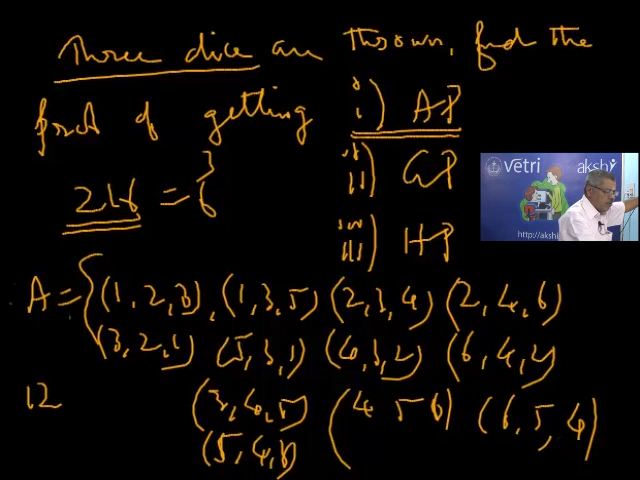 Three dice are thrown, find the
prob of getting
i) AP
ii) GP
iii) HP
216 = 6³
A = { (1, 2, 3), (1, 3, 5) (2, 3, 4) (2, 4, 6)
(3, 2, 1) (5, 3, 1) (4, 3, 2) (6, 4, 2)
12 (3, 4, 5) (4 5 6) (6, 5, 4)
(5, 4, 3)
vetri akshi
http://aksh